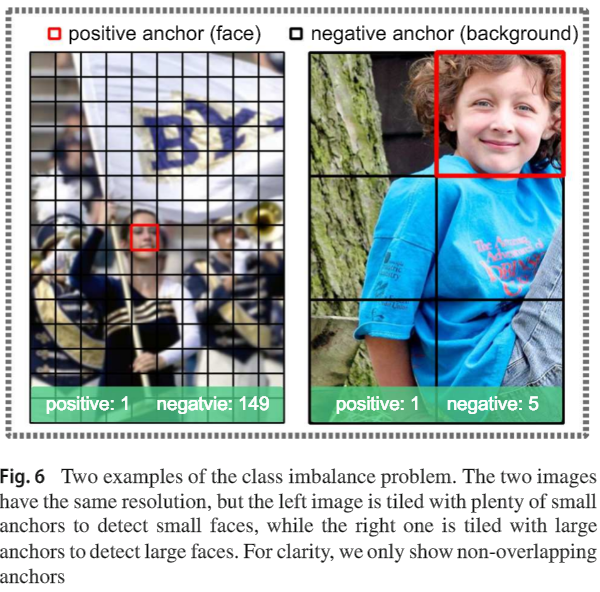 positive anchor (face) negative anchor (background)
BY
positive: 1 negatvie: 149 positive: 1 negative: 5
Fig. 6 Two examples of the class imbalance problem. The two images
have the same resolution, but the left image is tiled with plenty of small
anchors to detect small faces, while the right one is tiled with large
anchors to detect large faces. For clarity, we only show non-overlapping
anchors